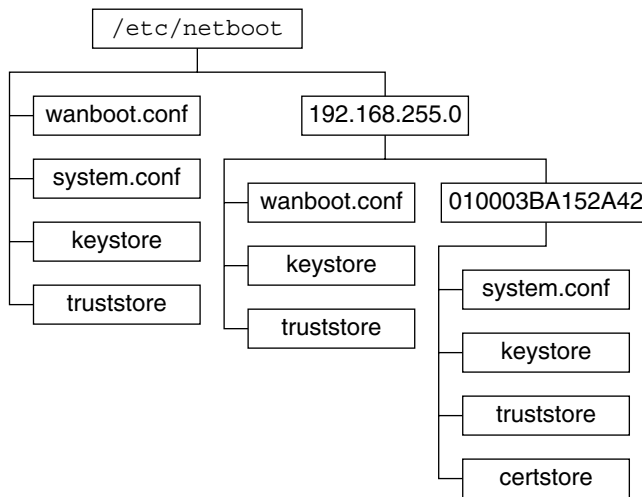 /etc/netboot
wanboot.conf
system.conf
keystore
truststore
192.168.255.0
wanboot.conf
keystore
truststore
010003BA152A42
system.conf
keystore
truststore
certstore